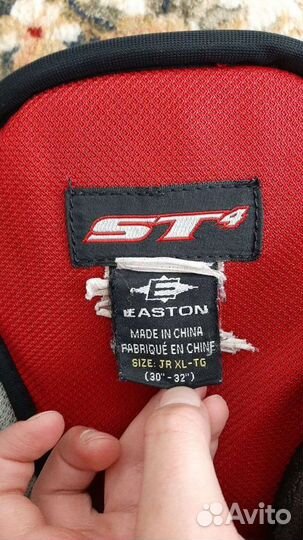 ST4
EASTON
MADE IN CHINA
FABRIQUÉ EN CHINE
SIZE: JR XL-TG
(30"-32")
Avito